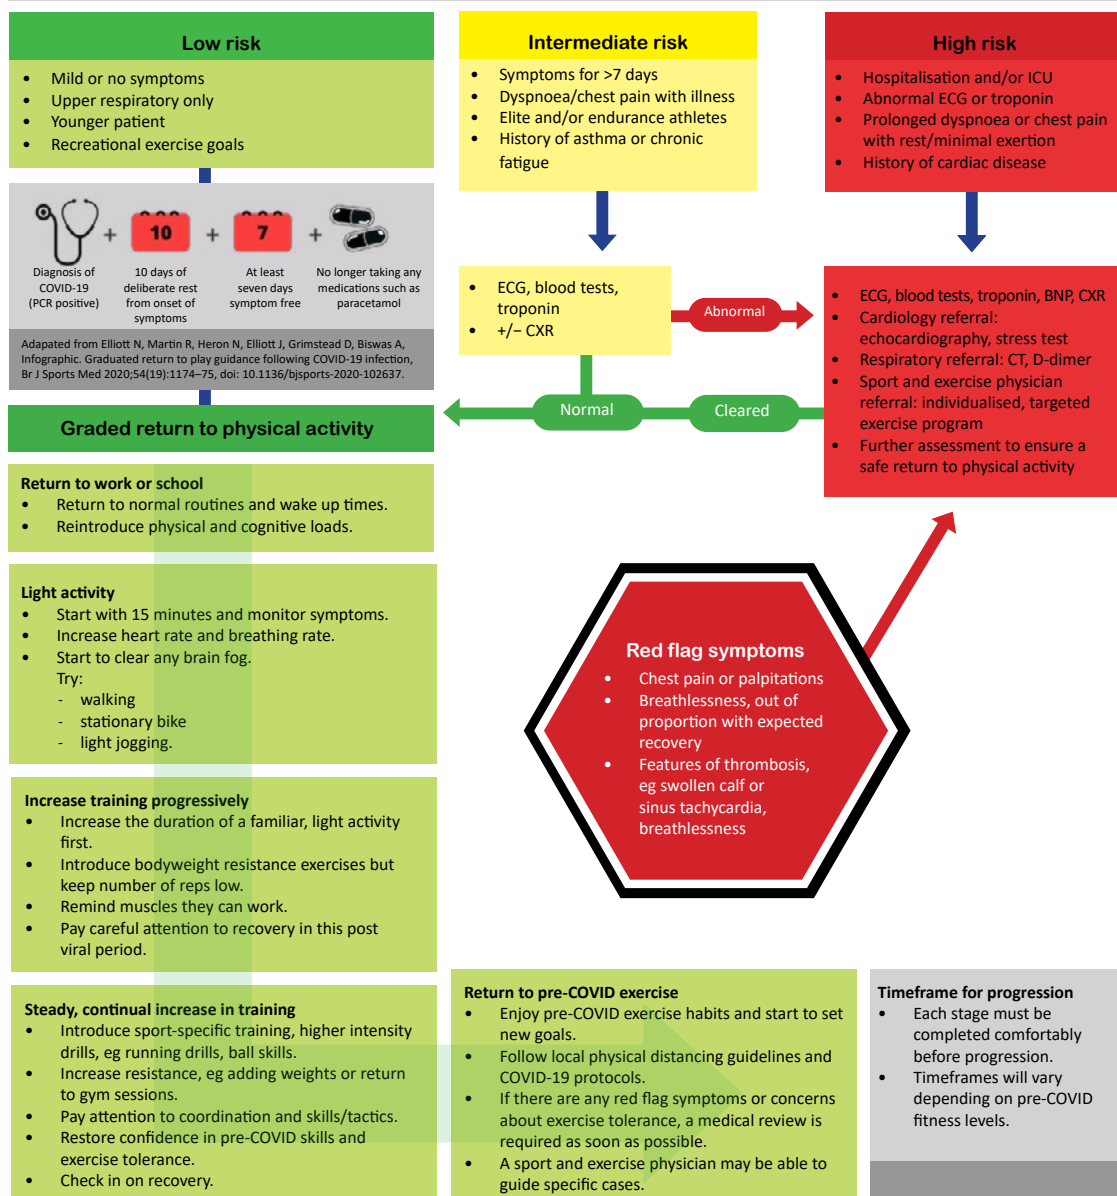 Low risk
• Mild or no symptoms
• Upper respiratory only
• Younger patient
• Recreational exercise goals
Intermediate risk
• Symptoms for >7 days
• Dyspnoea/chest pain with illness
• Elite and/or endurance athletes
• History of asthma or chronic
fatigue
High risk
• Hospitalisation and/or ICU
• Abnormal ECG or troponin
• Prolonged dyspnoea or chest pain
with rest/minimal exertion
• History of cardiac disease
+ 10 + 7 +
Diagnosis of
COVID-19
(PCR positive)
10 days of
deliberate rest
from onset of
symptoms
At least
seven days
symptom free
No longer taking any
medications such as
paracetamol
Adapated from Elliott N, Martin R, Heron N, Elliott J, Grimstead D, Biswas A,
Infographic. Graduated return to play guidance following COVID-19 infection,
Br J Sports Med 2020;54(19):1174–75, doi: 10.1136/bjsports-2020-102637.
• ECG, blood tests,
troponin
• +/– CXR
Abnormal
Normal
Cleared
• ECG, blood tests, troponin, BNP, CXR
• Cardiology referral:
echocardiography, stress test
• Respiratory referral: CT, D-dimer
• Sport and exercise physician
referral: individualised, targeted
exercise program
• Further assessment to ensure a
safe return to physical activity
Graded return to physical activity
Return to work or school
• Return to normal routines and wake up times.
• Reintroduce physical and cognitive loads.
Light activity
• Start with 15 minutes and monitor symptoms.
• Increase heart rate and breathing rate.
• Start to clear any brain fog.
Try:
- walking
- stationary bike
- light jogging.
Red flag symptoms
• Chest pain or palpitations
• Breathlessness, out of
proportion with expected
recovery
• Features of thrombosis,
eg swollen calf or
sinus tachycardia,
breathlessness
Increase training progressively
• Increase the duration of a familiar, light activity
first.
• Introduce bodyweight resistance exercises but
keep number of reps low.
• Remind muscles they can work.
• Pay careful attention to recovery in this post
viral period.
Steady, continual increase in training
• Introduce sport-specific training, higher intensity
drills, eg running drills, ball skills.
• Increase resistance, eg adding weights or return
to gym sessions.
• Pay attention to coordination and skills/tactics.
• Restore confidence in pre-COVID skills and
exercise tolerance.
• Check in on recovery.
Return to pre-COVID exercise
• Enjoy pre-COVID exercise habits and start to set
new goals.
• Follow local physical distancing guidelines and
COVID-19 protocols.
• If there are any red flag symptoms or concerns
about exercise tolerance, a medical review is
required as soon as possible.
• A sport and exercise physician may be able to
guide specific cases.
Timeframe for progression
• Each stage must be
completed comfortably
before progression.
• Timeframes will vary
depending on pre-COVID
fitness levels.